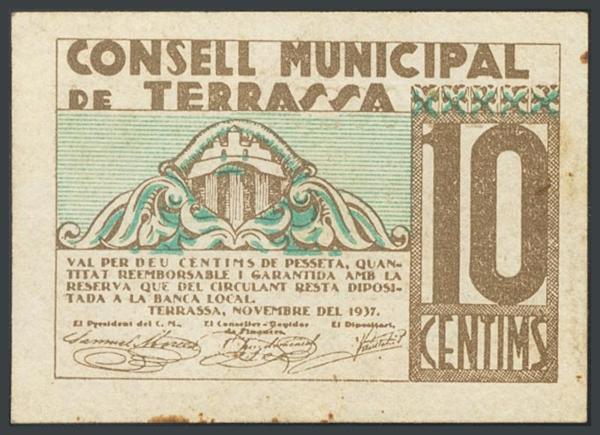 CONSELL MUNICIPAL
DE TERRASSA
10
CENTIMS
VAL PER DEU CENTIMS DE PESSETA, QUAN-
TITAT REEMBORSABLE I GARANTIDA AMB LA
RESERVA QUE DEL CIRCULANT RESTA DIPOSI-
TADA A LA BANCA LOCAL.
TERRASSA, NOVEMBRE DEL 1937.
El President del C. M.,
El Conseller-Regidor
de Finances,
El Dipositari,
Samuel Morera